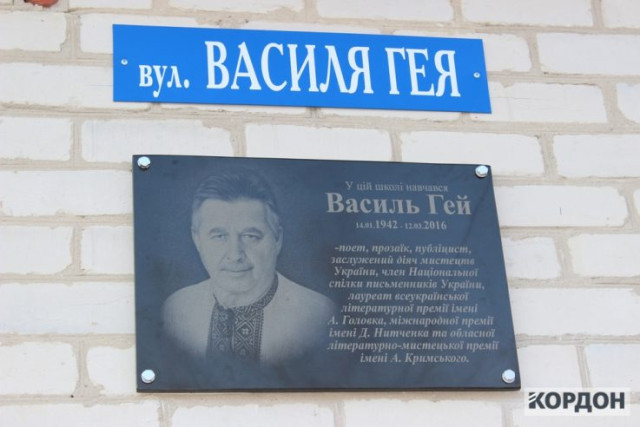 вул. ВАСИЛЯ ГЕЯ
У цій школі навчався
Василь Гей
14.01.1942 - 12.03.2016
-поет, прозаїк, публіцист,
заслужений діяч мистецтв
України, член Національної
спілки письменників України,
лауреат всеукраїнської
літературної премії імені
А. Головка, міжнародної премії
імені Д. Нитченка та обласної
літературно-мистецької премії
імені А. Кримського.
КОРДОН